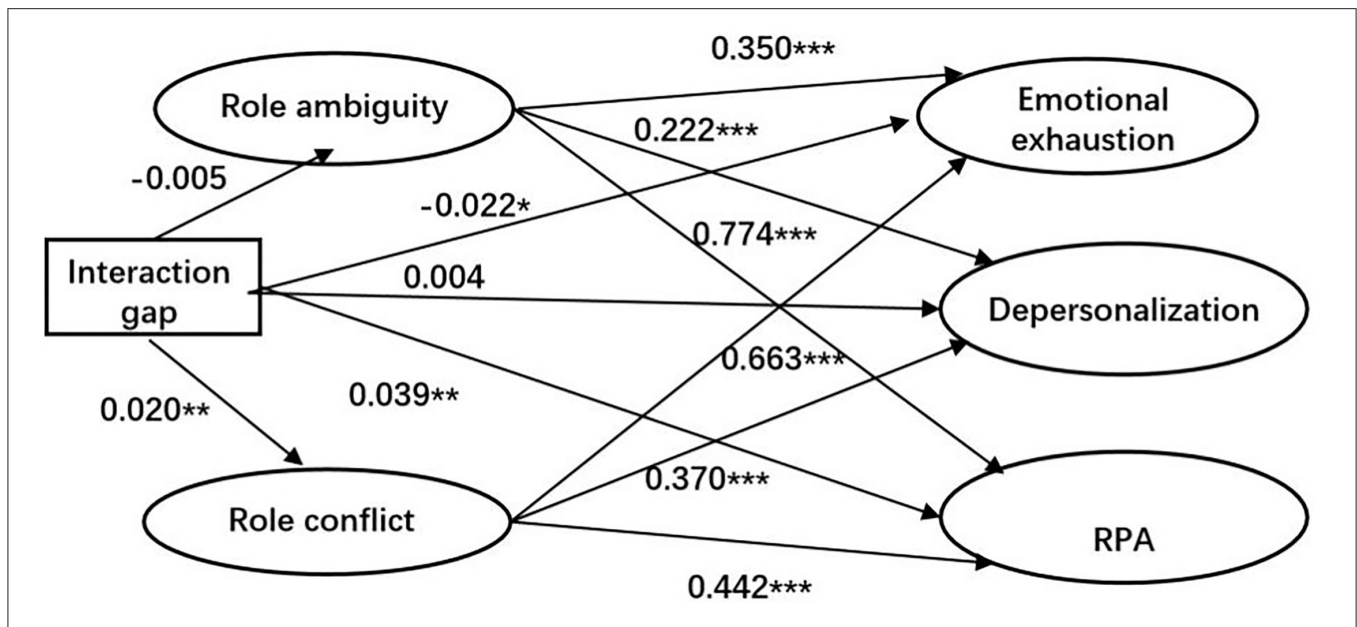 0.350***
Role ambiguity
Emotional
exhaustion
0.222***
-0.005
-0.022*
0.774***
Interaction
gap
0.004
Depersonalization
0.663***
0.020**
0.039**
0.370***
Role conflict
RPA
0.442***